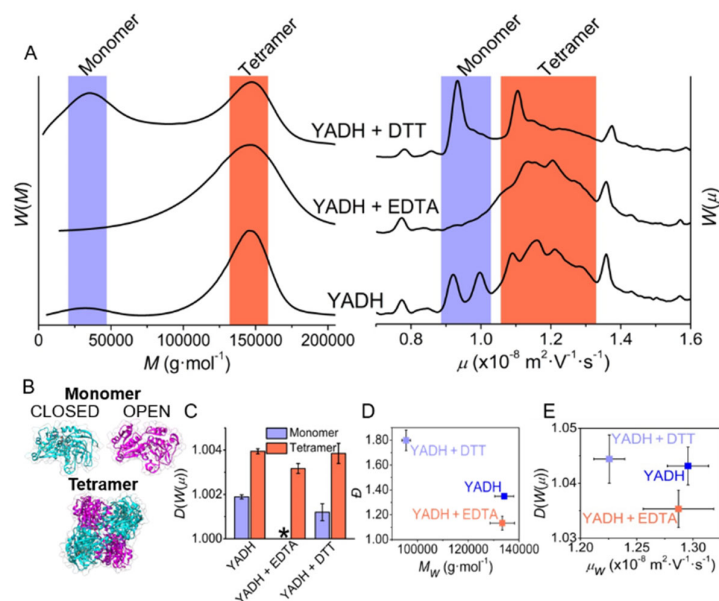 A
Monomer
Tetramer
Monomer
Tetramer
W(M)
YADH + DTT
YADH + EDTA
YADH
W(µ)
0 50000 100000 150000 200000
M (g·mol⁻¹)
0.8 1.0 1.2 1.4 1.6
µ (x10⁻⁸ m²·V⁻¹·s⁻¹)
B
Monomer
CLOSED OPEN
Tetramer
C
D(W(µ))
1.004
1.002
1.000
Monomer
Tetramer
*
YADH
YADH + EDTA
YADH + DTT
D
Đ
1.80
1.60
1.40
1.20
1.00
YADH + DTT
YADH
YADH + EDTA
100000 120000 140000
M_W (g·mol⁻¹)
E
D(W(µ))
1.05
1.04
1.03
YADH + DTT
YADH
YADH + EDTA
1.20 1.25 1.30
µ_W (x10⁻⁸ m²·V⁻¹·s⁻¹)